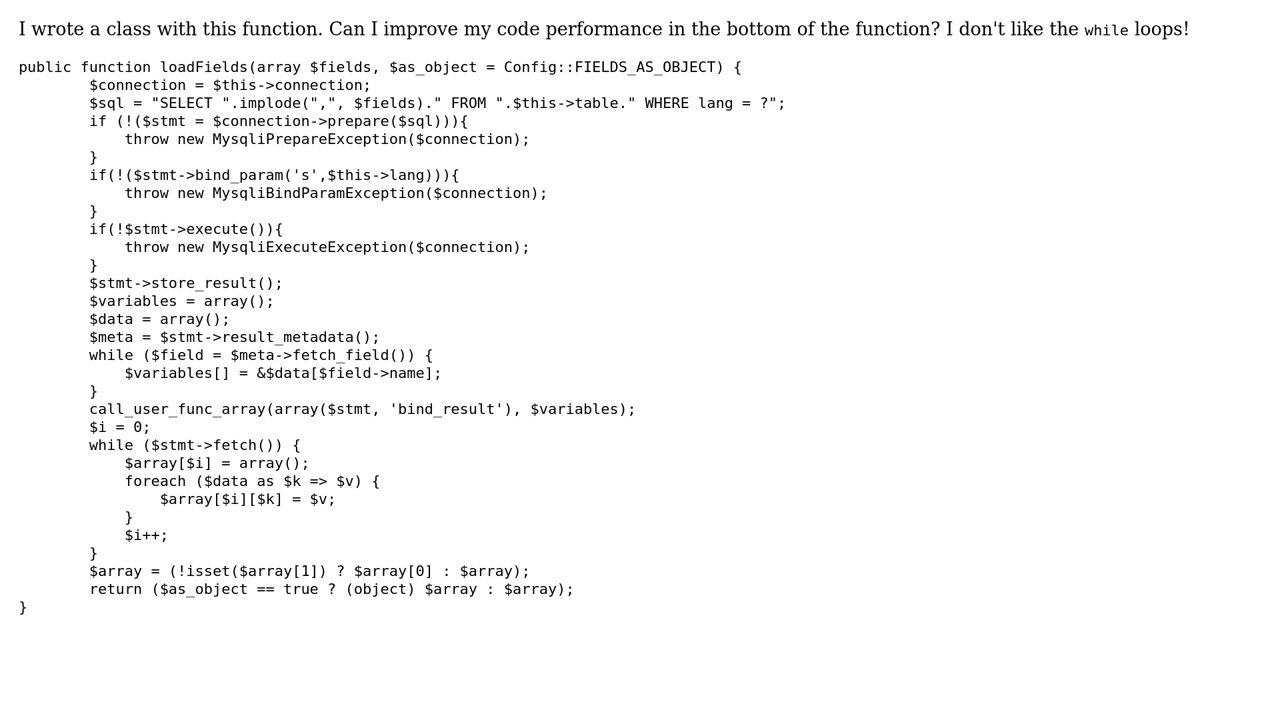 I wrote a class with this function. Can I improve my code performance in the bottom of the function? I don't like the while loops!
public function loadFields(array $fields, $as_object = Config::FIELDS_AS_OBJECT) {
        $connection = $this->connection;
        $sql = "SELECT ".implode(",", $fields)." FROM ".$this->table." WHERE lang = ?";
        if (!($stmt = $connection->prepare($sql))){
            throw new MysqliPrepareException($connection);
        }
        if(!($stmt->bind_param('s',$this->lang))){
            throw new MysqliBindParamException($connection);
        }
        if(!$stmt->execute()){
            throw new MysqliExecuteException($connection);
        }
        $stmt->store_result();
        $variables = array();
        $data = array();
        $meta = $stmt->result_metadata();
        while ($field = $meta->fetch_field()) {
            $variables[] = &$data[$field->name];
        }
        call_user_func_array(array($stmt, 'bind_result'), $variables);
        $i = 0;
        while ($stmt->fetch()) {
            $array[$i] = array();
            foreach ($data as $k => $v) {
                $array[$i][$k] = $v;
            }
            $i++;
        }
        $array = (!isset($array[1]) ? $array[0] : $array);
        return ($as_object == true ? (object) $array : $array);
}